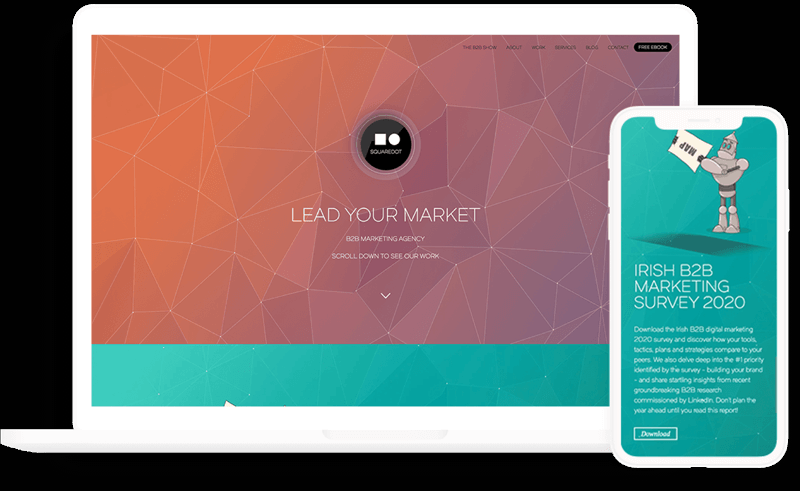 THE B2B SHOW ABOUT WORK SERVICES BLOG CONTACT FREE EBOOK
SQUAREDOT
LEAD YOUR MARKET
B2B MARKETING AGENCY
SCROLL DOWN TO SEE OUR WORK
MAP
IRISH B2B
MARKETING
SURVEY 2020
Download the Irish B2B digital marketing
2020 survey and discover how your tools,
tactics, plans and strategies compare to your
peers. We also delve deep into the #1 priority
identified by the survey - building your brand
- and share startling insights from recent
groundbreaking B2B research
commissioned by LinkedIn. Don't plan the
year ahead until you read this report!
Download